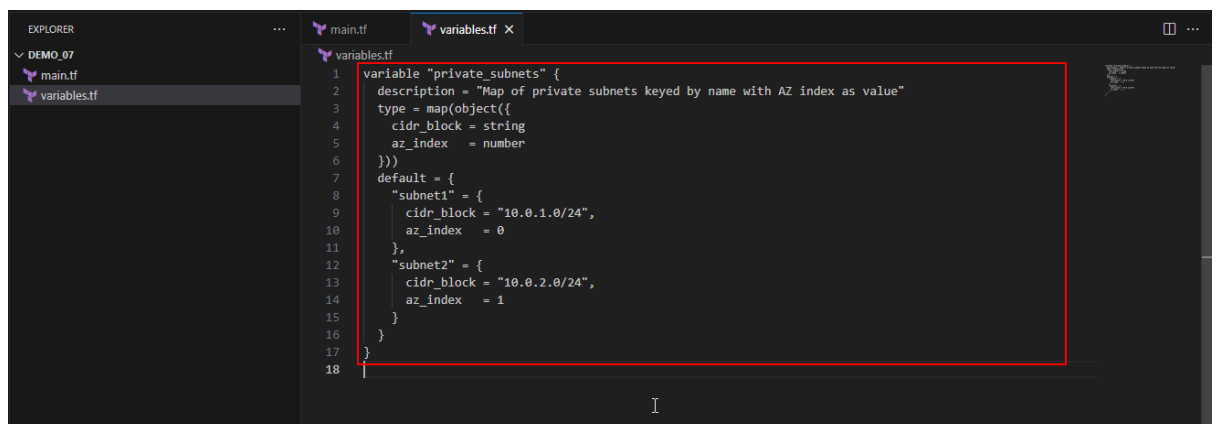 EXPLORER ...
main.tf
variables.tf ×
...
DEMO_07
main.tf
variables.tf
variables.tf
1 variable "private_subnets" {
2   description = "Map of private subnets keyed by name with AZ index as value"
3   type = map(object({
4     cidr_block = string
5     az_index   = number
6   }))
7   default = {
8     "subnet1" = {
9       cidr_block = "10.0.1.0/24",
10       az_index   = 0
11     },
12     "subnet2" = {
13       cidr_block = "10.0.2.0/24",
14       az_index   = 1
15     }
16   }
17 }
18